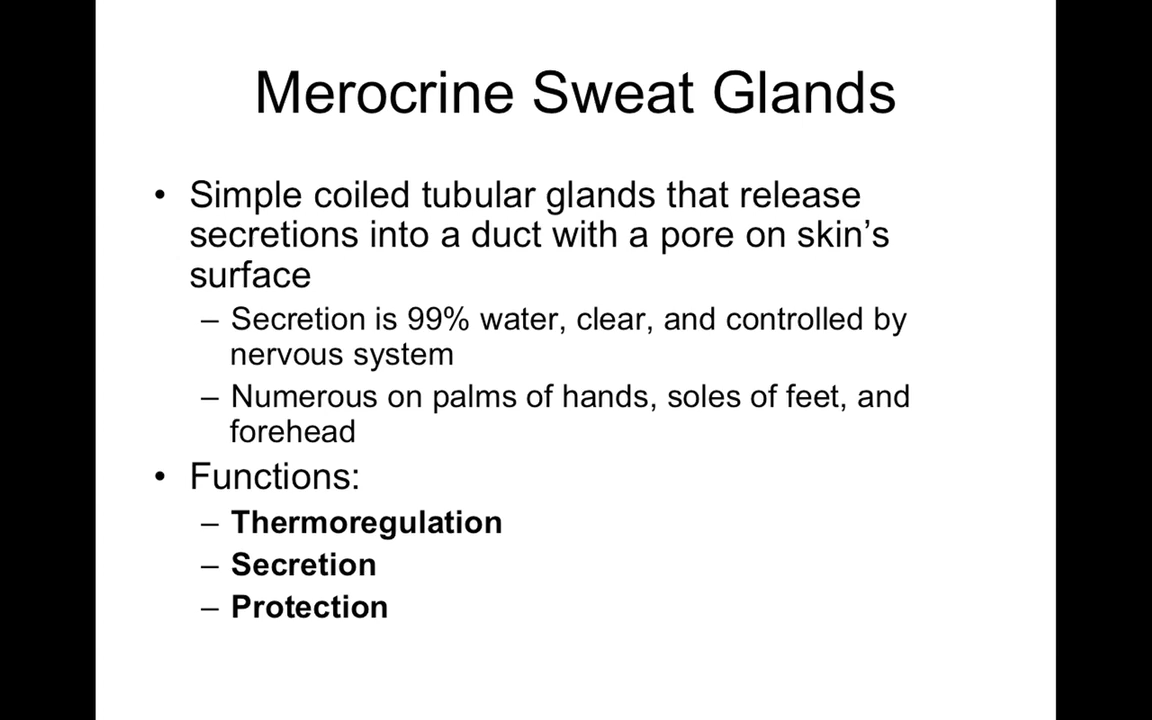 Merocrine Sweat Glands
• Simple coiled tubular glands that release
secretions into a duct with a pore on skin’s
surface
– Secretion is 99% water, clear, and controlled by
nervous system
– Numerous on palms of hands, soles of feet, and
forehead
• Functions:
– Thermoregulation
– Secretion
– Protection